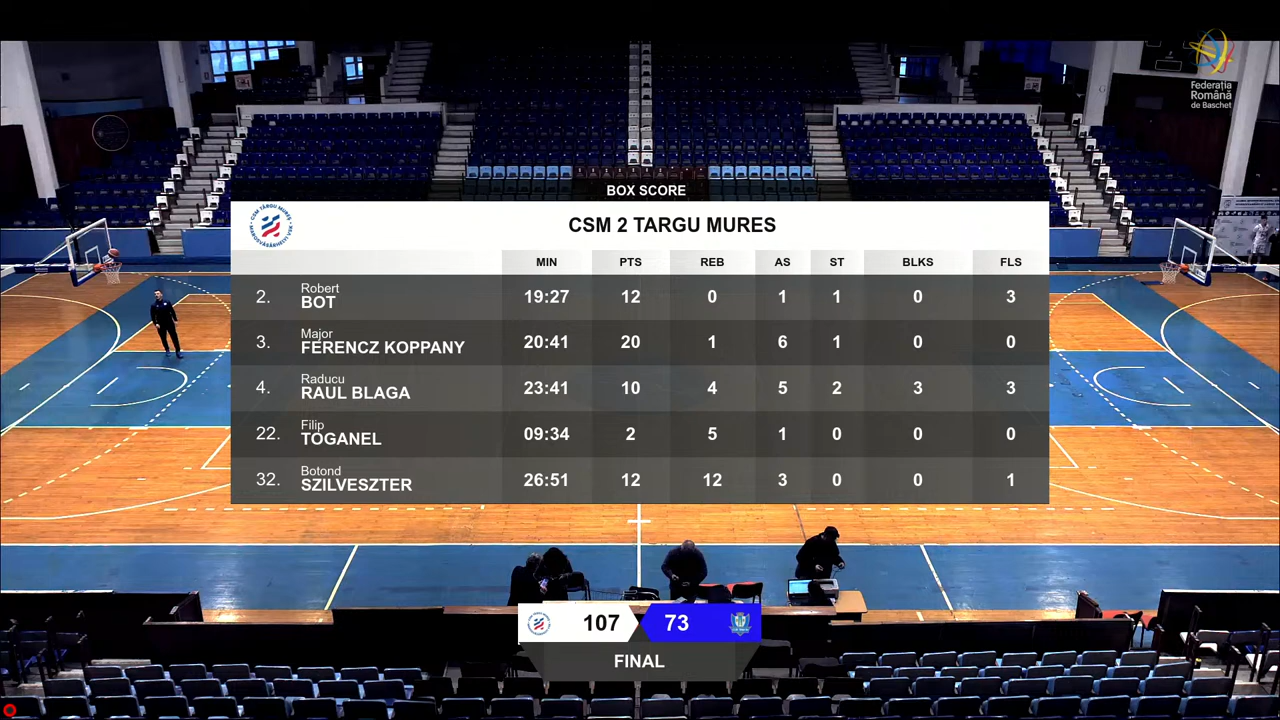 Federația
Română
de Baschet
BOX SCORE
CSM 2 TARGU MURES
MIN PTS REB AS ST BLKS FLS
2. Robert BOT 19:27 12 0 1 1 0 3
3. Major FERENCZ KOPPANY 20:41 20 1 6 1 0 0
4. Raducu RAUL BLAGA 23:41 10 4 5 2 3 3
22. Filip TOGANEL 09:34 2 5 1 0 0 0
32. Botond SZILVESZTER 26:51 12 12 3 0 0 1
107 73
FINAL